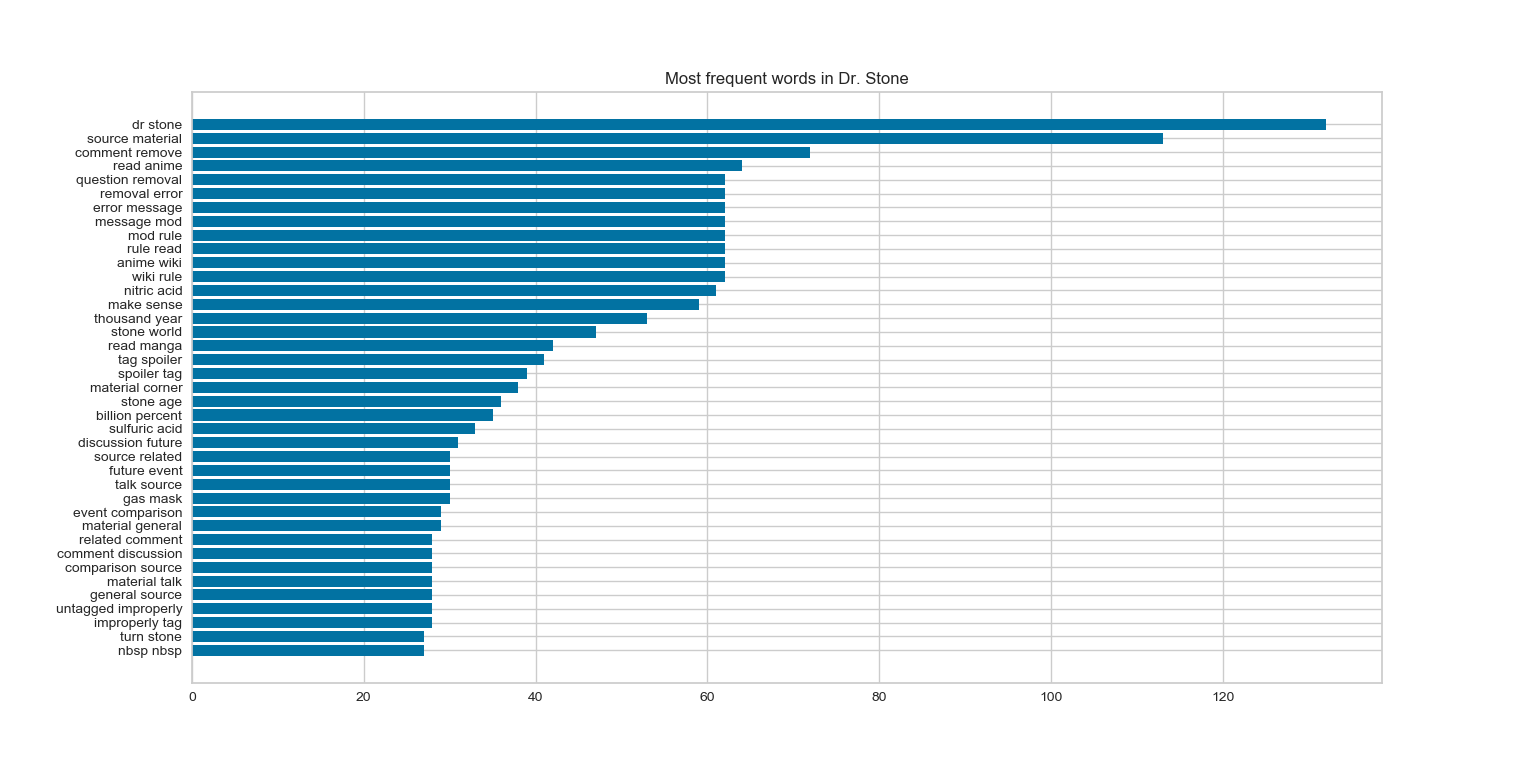 Most frequent words in Dr. Stone
dr stone
source material
comment remove
read anime
question removal
removal error
error message
message mod
mod rule
rule read
anime wiki
wiki rule
nitric acid
make sense
thousand year
stone world
read manga
tag spoiler
spoiler tag
material corner
stone age
billion percent
sulfuric acid
discussion future
source related
future event
talk source
gas mask
event comparison
material general
related comment
comment discussion
comparison source
material talk
general source
untagged improperly
improperly tag
turn stone
nbsp nbsp
0 20 40 60 80 100 120